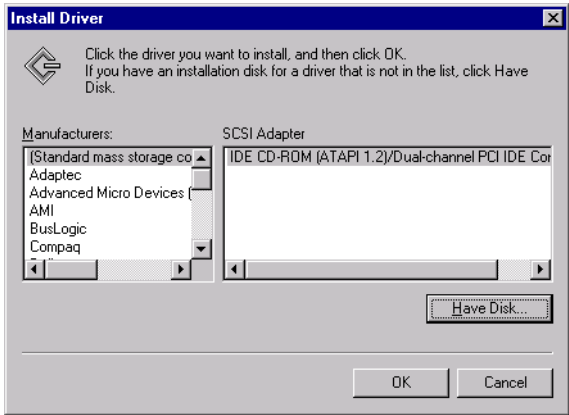 Install Driver
Click the driver you want to install, and then click OK.
If you have an installation disk for a driver that is not in the list, click Have
Disk.
Manufacturers:
SCSI Adapter
(Standard mass storage co
Adaptec
Advanced Micro Devices (
AMI
BusLogic
Compaq
IDE CD-ROM (ATAPI 1.2)/Dual-channel PCI IDE Con
Have Disk...
OK
Cancel